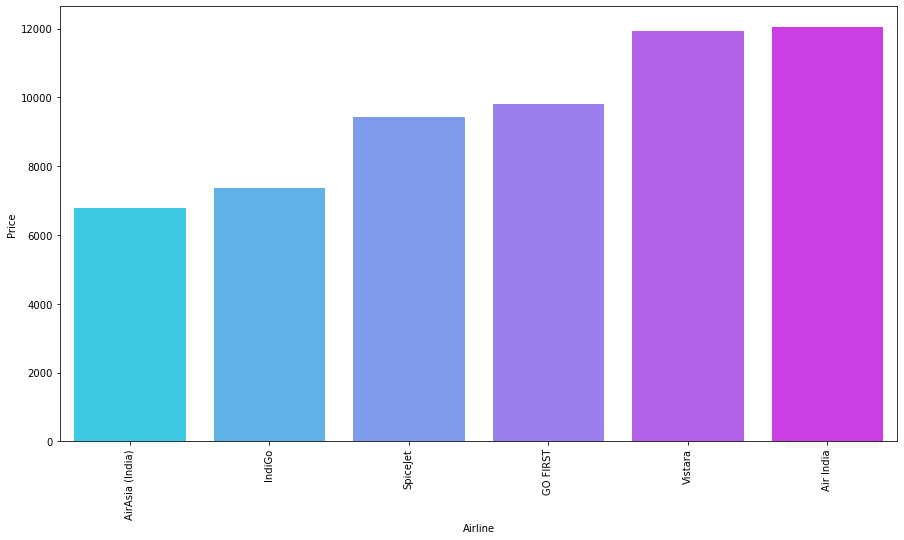 12000
10000
8000
6000
4000
2000
0
Price
AirAsia (India)
IndiGo
SpiceJet
GO FIRST
Vistara
Air India
Airline